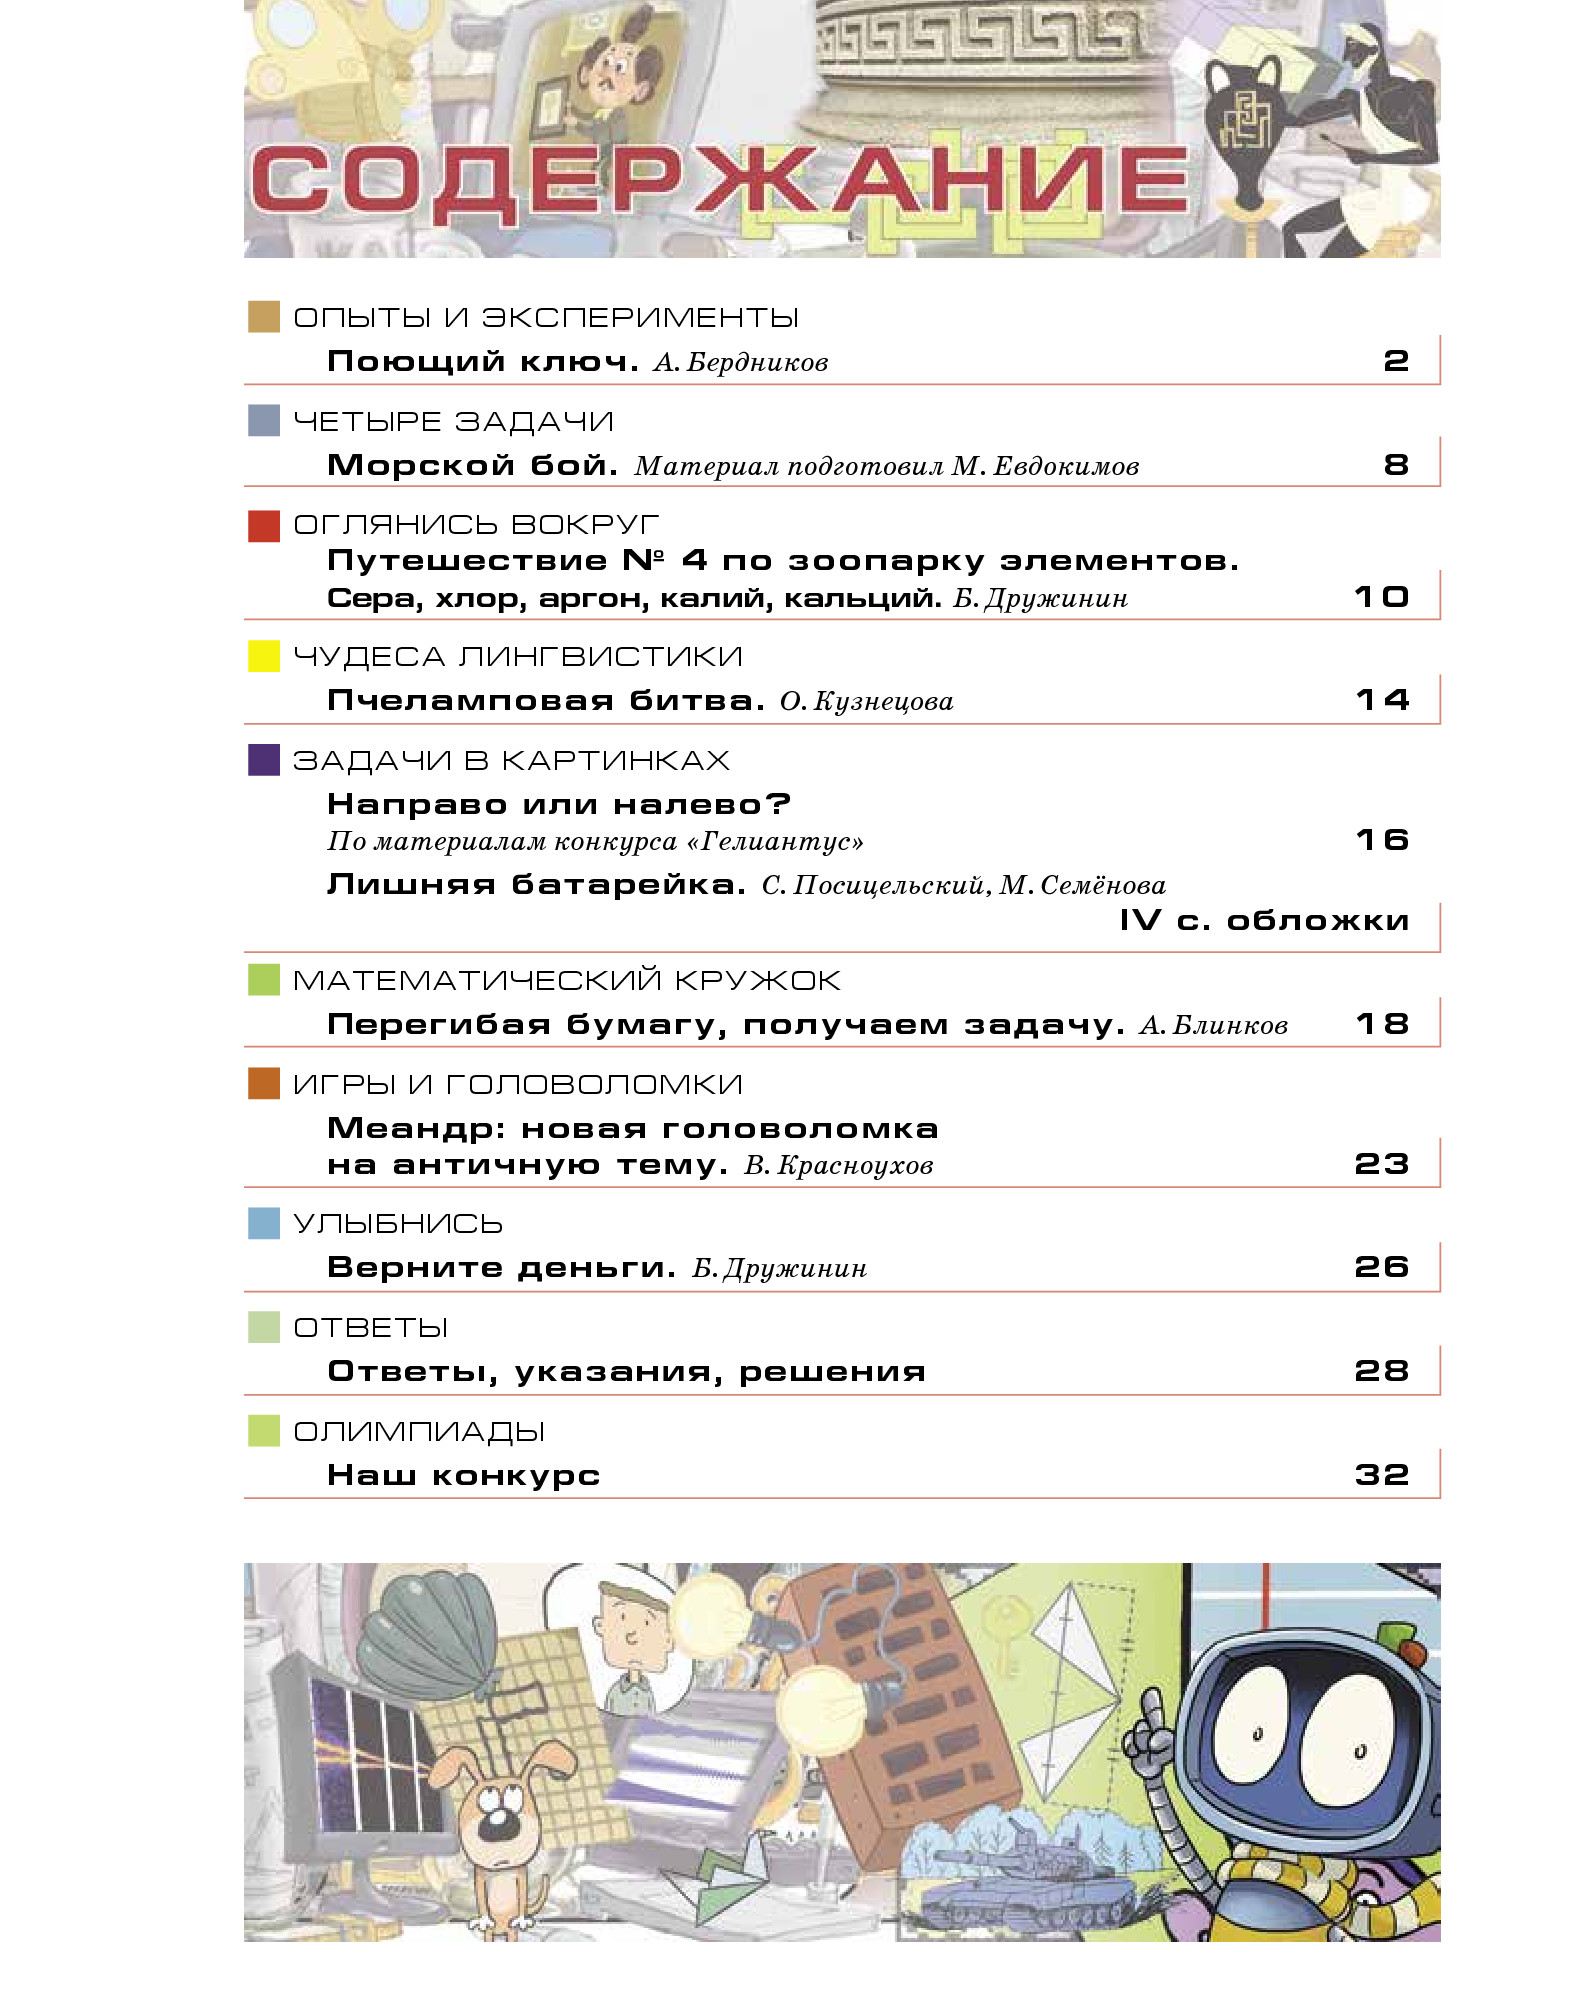 СОДЕРЖАНИЕ
ОПЫТЫ И ЭКСПЕРИМЕНТЫ
Поющий ключ. А. Бердников 2
ЧЕТЫРЕ ЗАДАЧИ
Морской бой. Материал подготовил М. Евдокимов 8
ОГЛЯНИСЬ ВОКРУГ
Путешествие № 4 по зоопарку элементов.
Сера, хлор, аргон, калий, кальций. Б. Дружинин 10
ЧУДЕСА ЛИНГВИСТИКИ
Пчеламповая битва. О. Кузнецова 14
ЗАДАЧИ В КАРТИНКАХ
Направо или налево?
По материалам конкурса «Гелиантус» 16
Лишняя батарейка. С. Посицельский, М. Семёнова
IV с. обложки
МАТЕМАТИЧЕСКИЙ КРУЖОК
Перегибая бумагу, получаем задачу. А. Блинков 18
ИГРЫ И ГОЛОВОЛОМКИ
Меандр: новая головоломка
на античную тему. В. Красноухов 23
УЛЫБНИСЬ
Верните деньги. Б. Дружинин 26
ОТВЕТЫ
Ответы, указания, решения 28
ОЛИМПИАДЫ
Наш конкурс 32